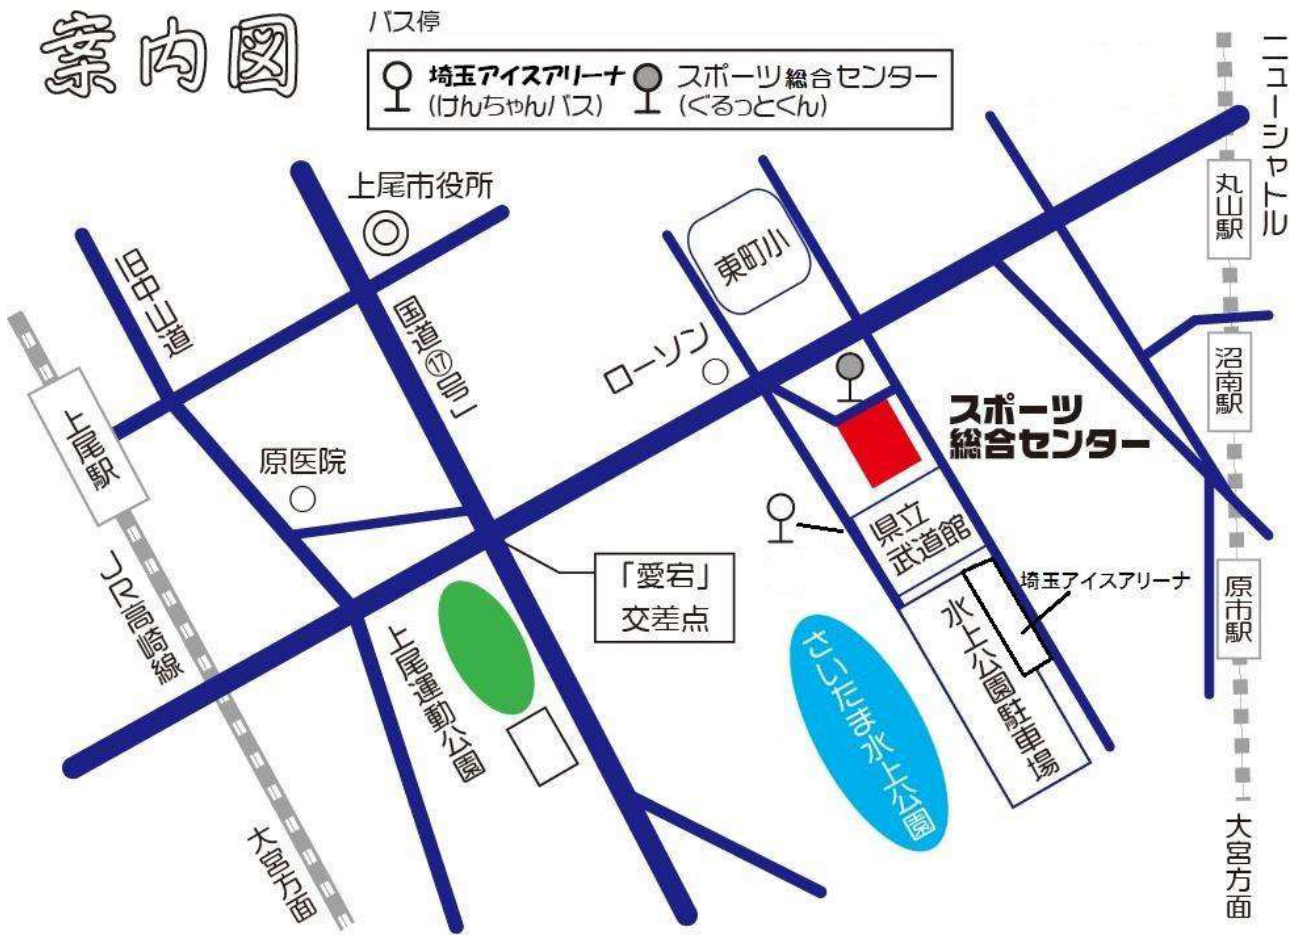 案内図
バス停
埼玉アイスアリーナ
(けんちゃんバス)
スポーツ総合センター
(ぐるっとくん)
ニューシャトル
丸山駅
沼南駅
原市駅
大宮方面
上尾市役所
旧中山道
国道⑰号」
東町小
ローソン
上尾駅
原医院
スポーツ
総合センター
県立
武道館
「愛宕」
交差点
埼玉アイスアリーナ
水上公園駐車場
さいたま水上公園
上尾運動公園
JR高崎線
大宮方面